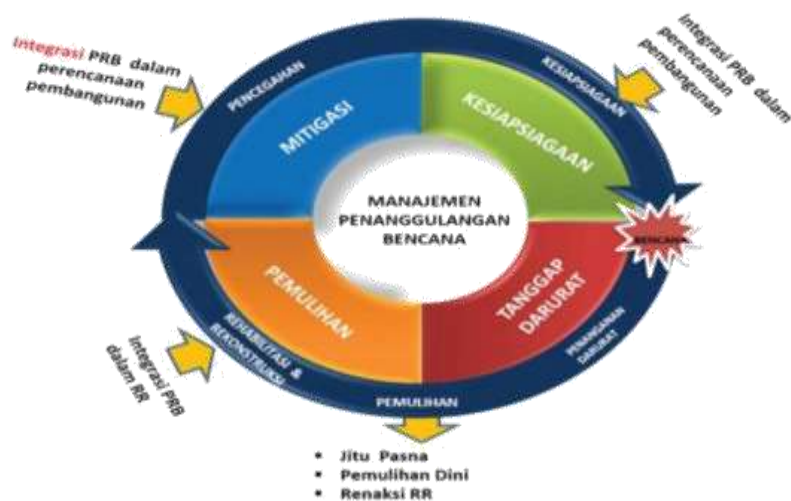 Integrasi PRB dalam
perencanaan
pembangunan
Integrasi PRB dalam
perencanaan
pembangunan
PENCEGAHAN
KESIAPSIAGAAN
MITIGASI
KESIAPSIAGAAN
MANAJEMEN
PENANGGULANGAN
BENCANA
BENCANA
PEMULIHAN
TANGGAP
DARURAT
REHABILITASI &
REKONSTRUKSI
PENANGANAN
DARURAT
Integrasi PRB
dalam RR
PEMULIHAN
▪ Jitu Pasna
▪ Pemulihan Dini
▪ Renaksi RR